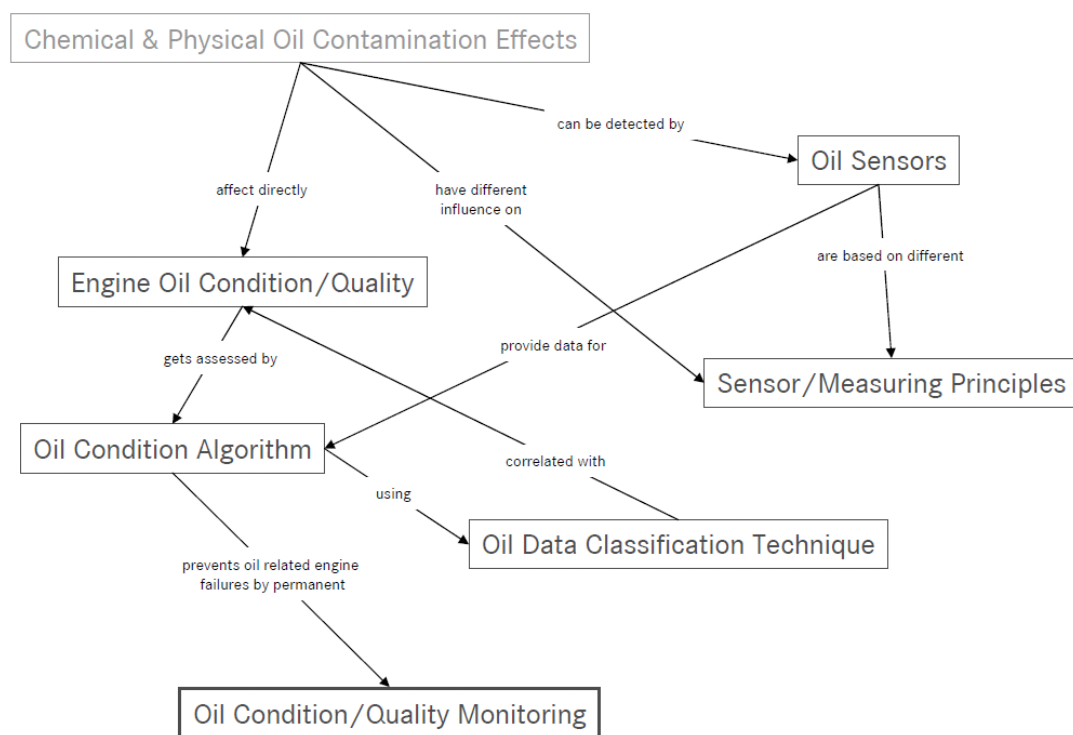 Chemical & Physical Oil Contamination Effects
can be detected by
Oil Sensors
affect directly
have different
influence on
are based on different
Engine Oil Condition/Quality
gets assessed by
provide data for
Sensor/Measuring Principles
Oil Condition Algorithm
correlated with
using
Oil Data Classification Technique
prevents oil related engine
failures by permanent
Oil Condition/Quality Monitoring